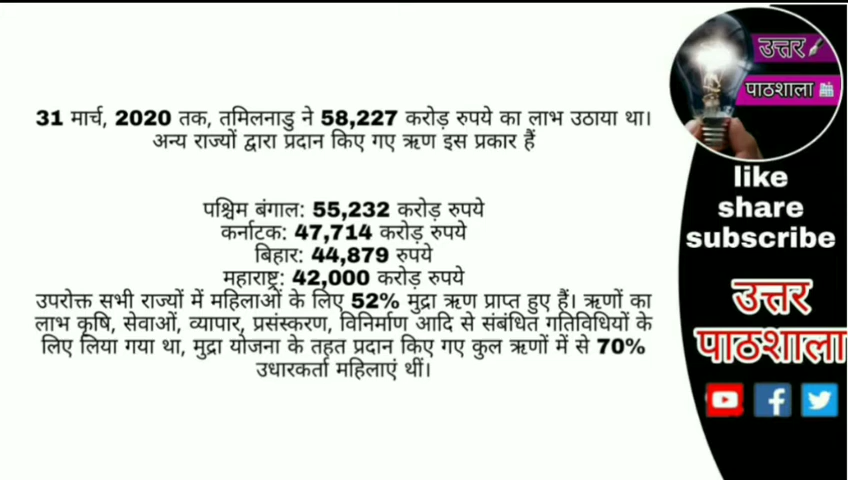 31 मार्च, 2020 तक, तमिलनाडु ने 58,227 करोड़ रुपये का लाभ उठाया था।
अन्य राज्यों द्वारा प्रदान किए गए ऋण इस प्रकार हैं
पश्चिम बंगाल: 55,232 करोड़ रुपये
कर्नाटक: 47,714 करोड़ रुपये
बिहार: 44,879 रुपये
महाराष्ट्र: 42,000 करोड़ रुपये
उपरोक्त सभी राज्यों में महिलाओं के लिए 52% मुद्रा ऋण प्राप्त हुए हैं। ऋणों का
लाभ कृषि, सेवाओं, व्यापार, प्रसंस्करण, विनिर्माण आदि से संबंधित गतिविधियों के
लिए लिया गया था, मुद्रा योजना के तहत प्रदान किए गए कुल ऋणों में से 70%
उधारकर्ता महिलाएं थीं।
उत्तर
पाठशाला
like
share
subscribe
उत्तर
पाठशाला